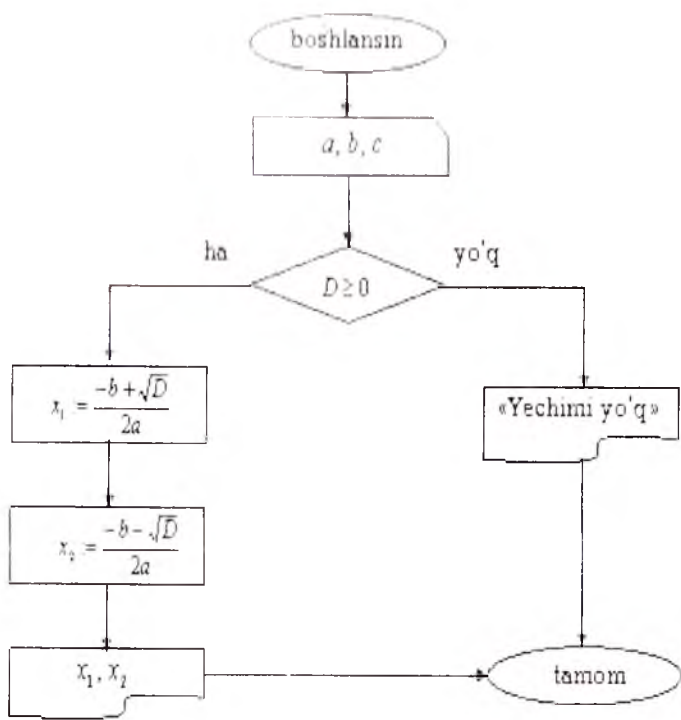 boshlansin
a, b, c
ha
yo'q
D ≥ 0
x₁ = (-b + √D) / 2a
«Yechimi yo'q»
x₂ = (-b - √D) / 2a
x₁, x₂
tamom